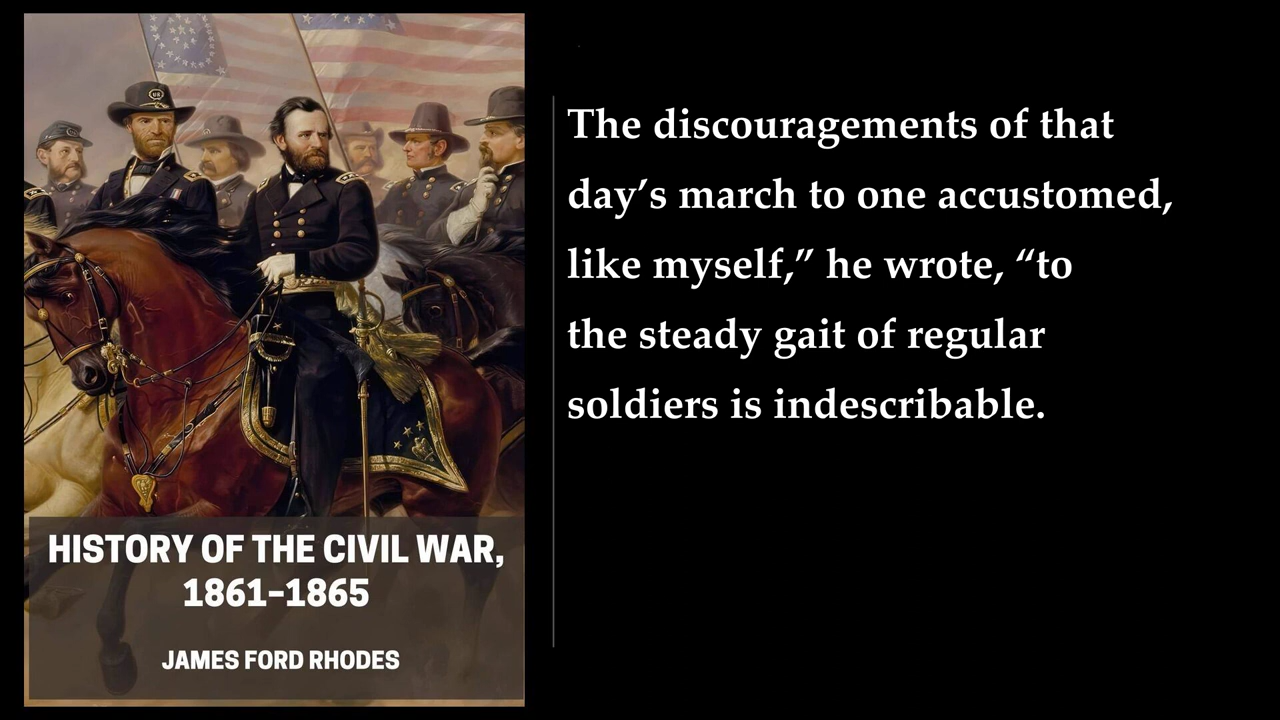 HISTORY OF THE CIVIL WAR,
1861–1865
JAMES FORD RHODES
The discouragements of that
day’s march to one accustomed,
like myself,” he wrote, “to
the steady gait of regular
soldiers is indescribable.